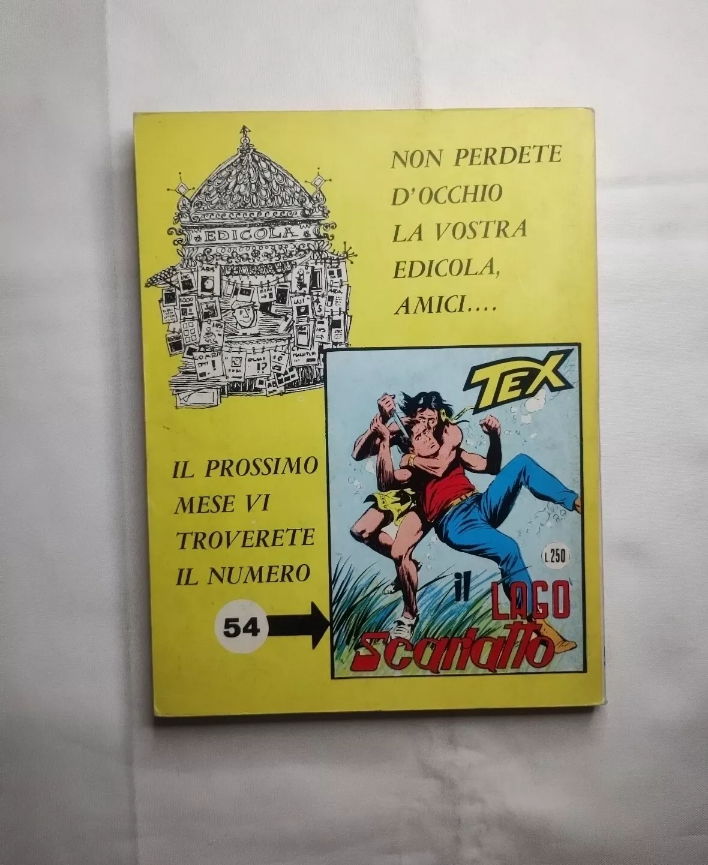 NON PERDETE
D'OCCHIO
LA VOSTRA
EDICOLA,
AMICI....
EDICOLA
TEX
IL PROSSIMO
MESE VI
TROVERETE
IL NUMERO
54
L.250
il LAGO
Scarlatto